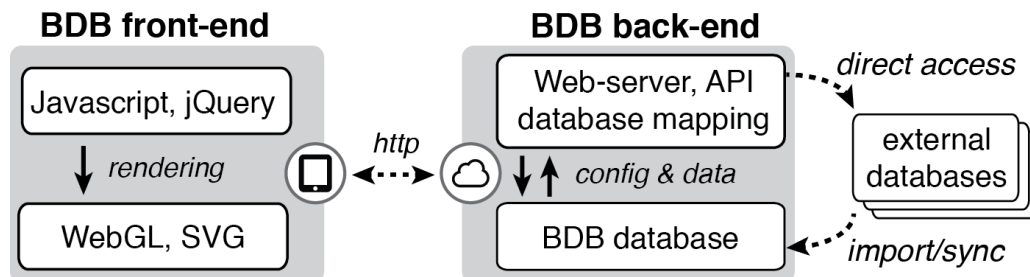 BDB front-end
Javascript, jQuery
rendering
WebGL, SVG
http
BDB back-end
Web-server, API
database mapping
config & data
BDB database
direct access
external
databases
import/sync